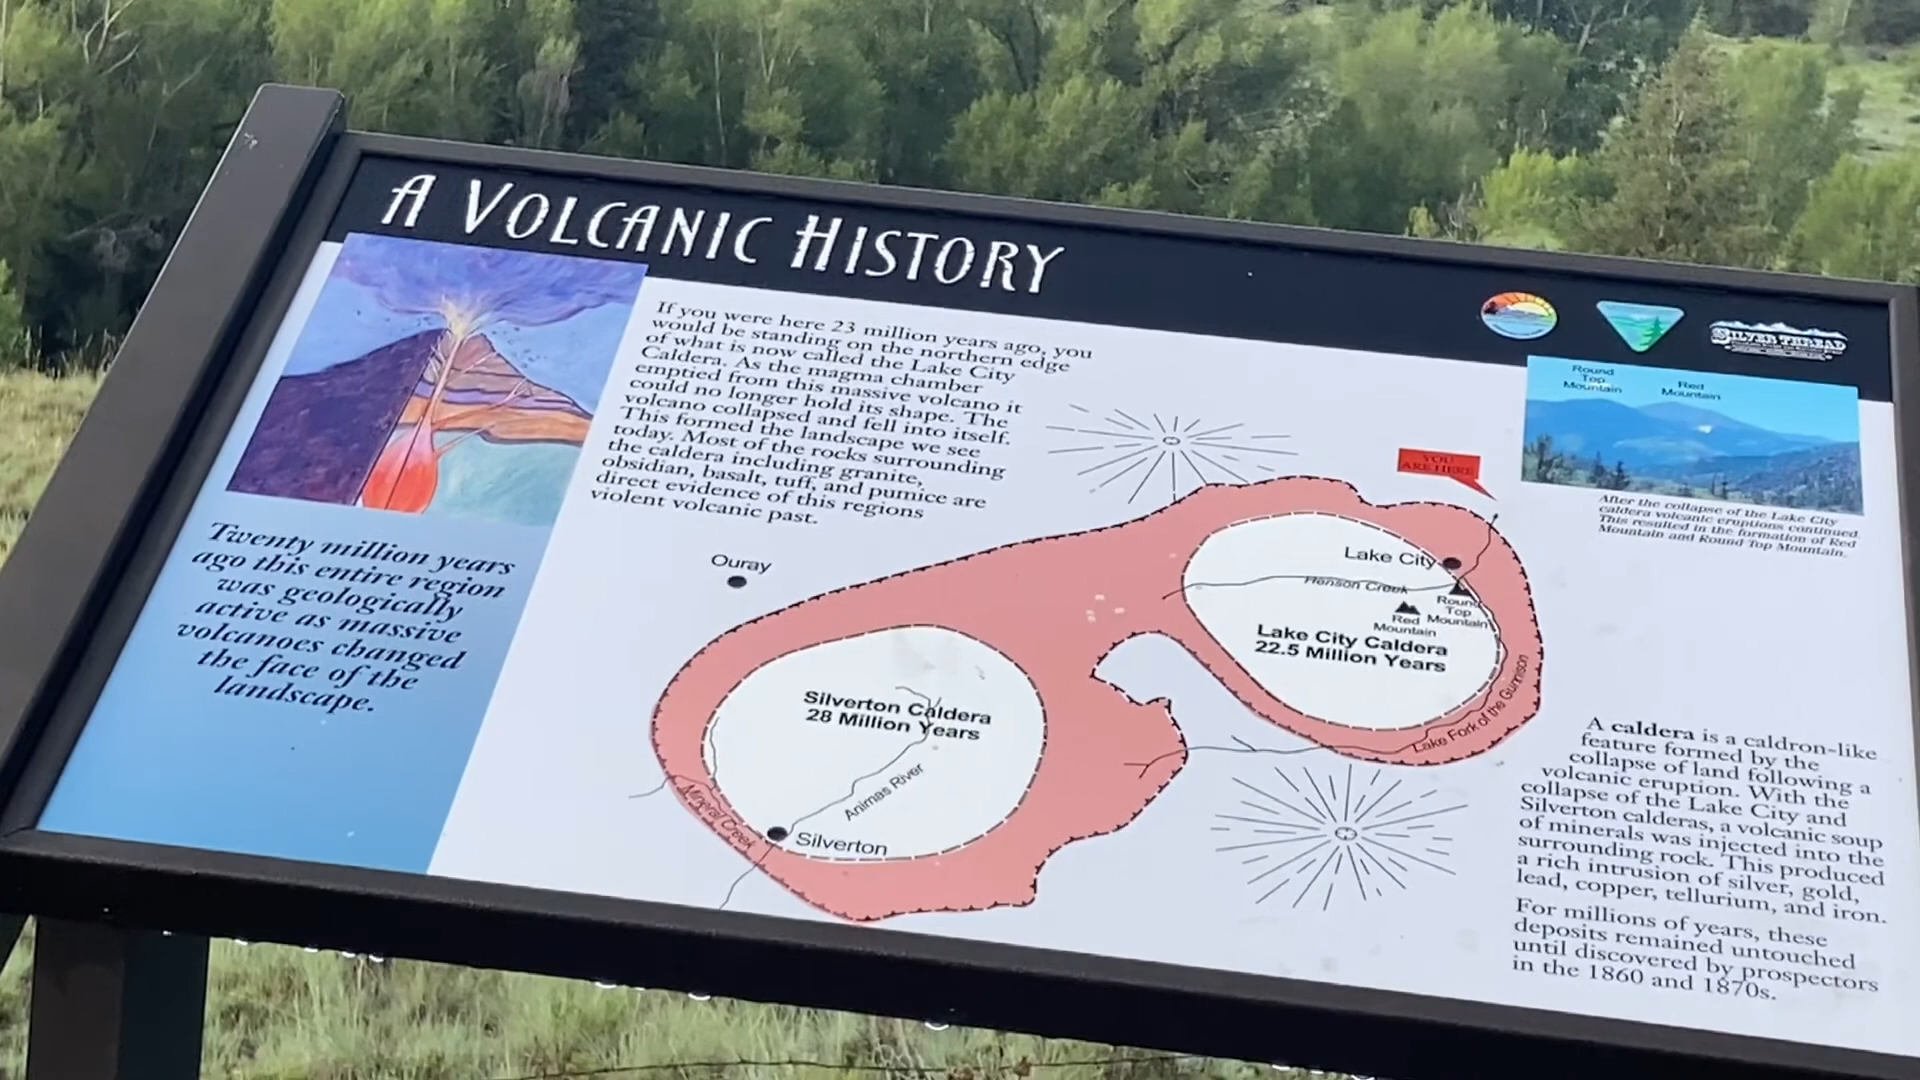 A VOLCANIC HISTORY
If you were here 23 million years ago, you
would be standing on the northern edge
of what is now called the Lake City
Caldera. As the magma chamber
emptied from this massive volcano it
could no longer hold its shape. The
volcano collapsed and fell into itself.
This formed the landscape we see
today. Most of the rocks surrounding
the caldera including granite,
obsidian, basalt, tuff, and pumice are
direct evidence of this regions
violent volcanic past.
Twenty million years
ago this entire region
was geologically
active as massive
volcanoes changed
the face of the
landscape.
SILVER THREAD
Round
Top
Mountain
Red
Mountain
After the collapse of the Lake City
caldera volcanic eruptions continued.
This resulted in the formation of Red
Mountain and Round Top Mountain.
YOU
ARE HERE
Ouray
Lake City
Henson Creek
Round
Top
Mountain
Red
Mountain
Lake City Caldera
22.5 Million Years
Lake Fork of the Gunnison
Silverton Caldera
28 Million Years
Animas River
Mineral Creek
Silverton
A caldera is a caldron-like
feature formed by the
collapse of land following a
volcanic eruption. With the
collapse of the Lake City and
Silverton calderas, a volcanic soup
of minerals was injected into the
surrounding rock. This produced
a rich intrusion of silver, gold,
lead, copper, tellurium, and iron.
For millions of years, these
deposits remained untouched
until discovered by prospectors
in the 1860 and 1870s.